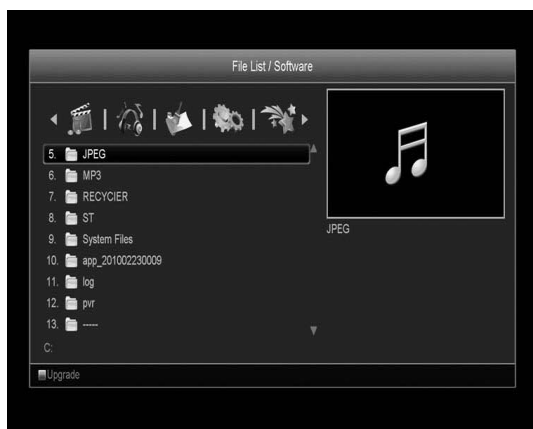 File List / Software
5. JPEG
6. MP3
7. RECYCIER
8. ST
9. System Files
10. app_201002230009
11. log
12. pvr
13. -----
JPEG
C:
Upgrade